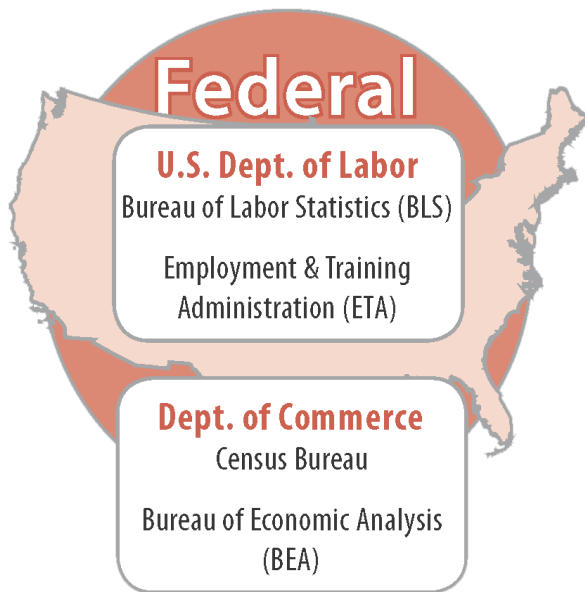 Federal
U.S. Dept. of Labor
Bureau of Labor Statistics (BLS)
Employment & Training
Administration (ETA)
Dept. of Commerce
Census Bureau
Bureau of Economic Analysis
(BEA)